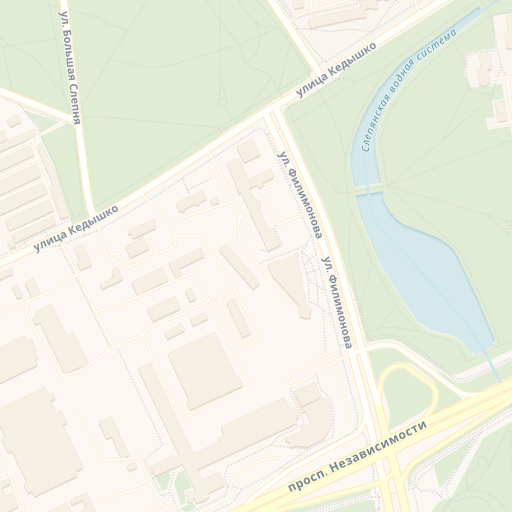 ул. Большая Слепня
улица Кедышко
Слепянская водная система
ул. Филимонова
улица Кедышко
ул. Филимонова
просп. Независимости